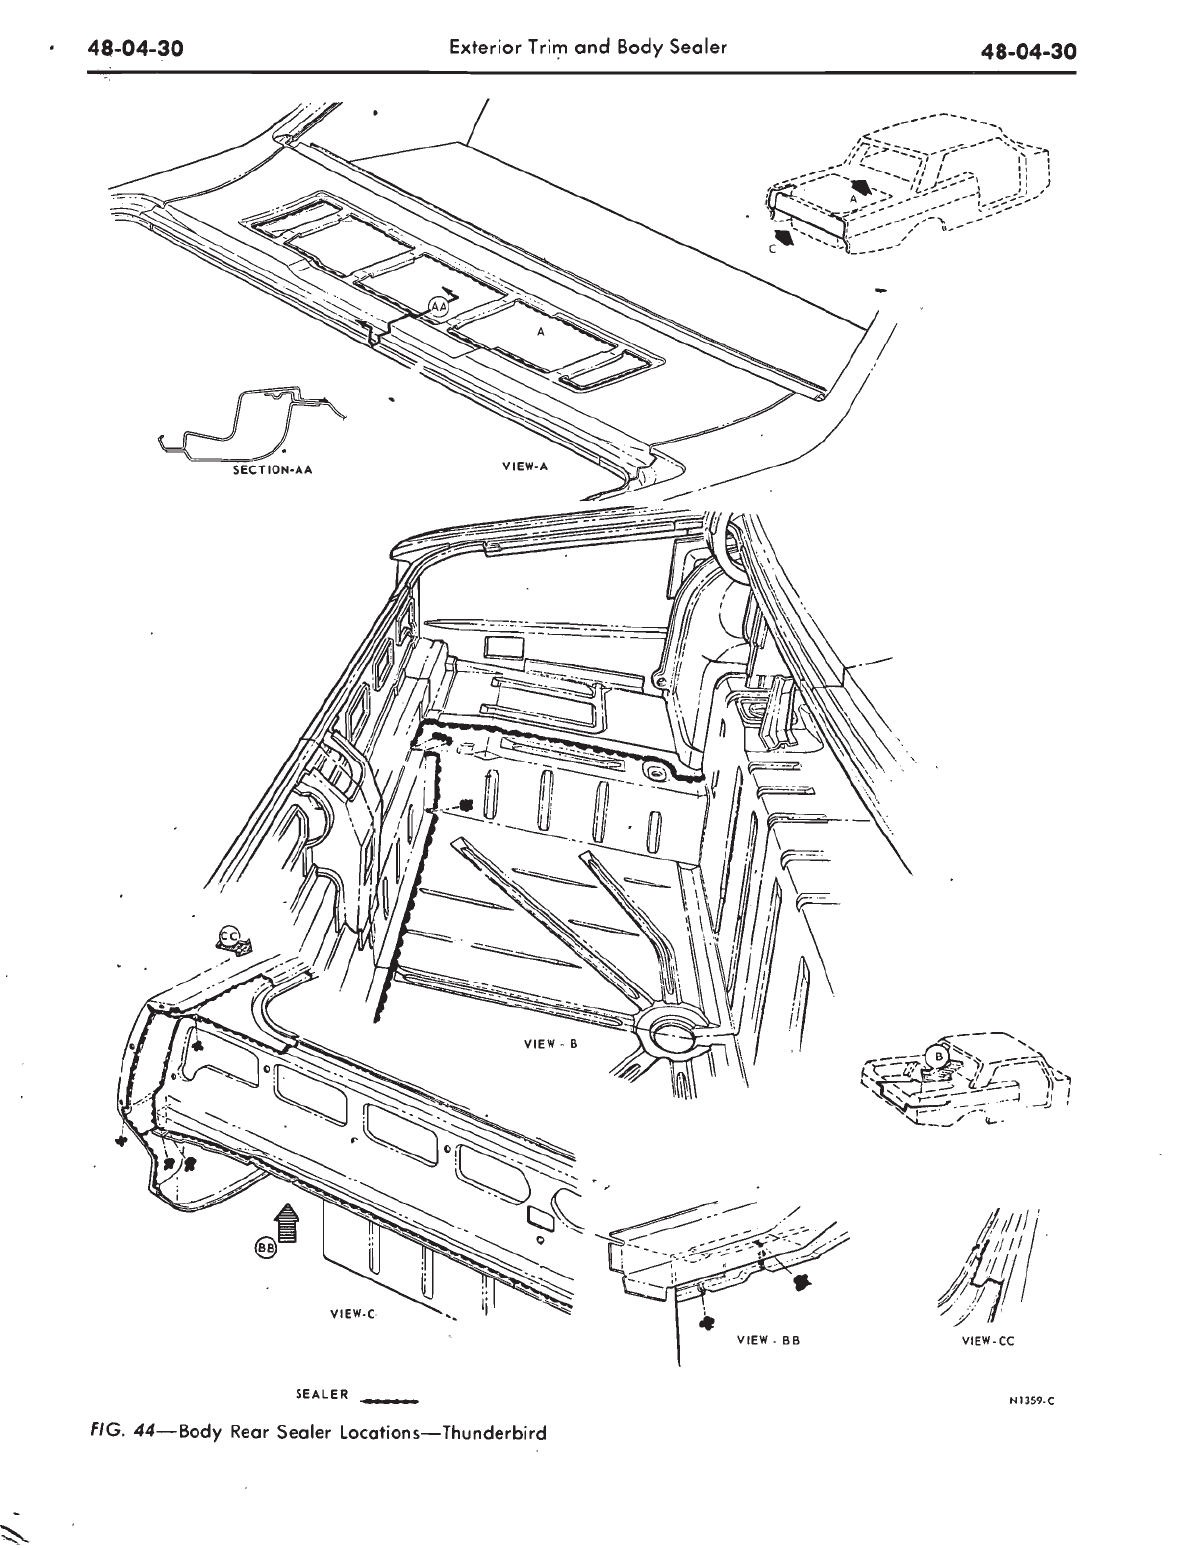 48-04-30 Exterior Trim and Body Sealer 48-04-30
A
C
AA
A
SECTION-AA
VIEW-A
CC
VIEW - B
B
BB
VIEW-C
VIEW - BB
VIEW-CC
SEALER
N1359-C
FIG. 44—Body Rear Sealer Locations—Thunderbird